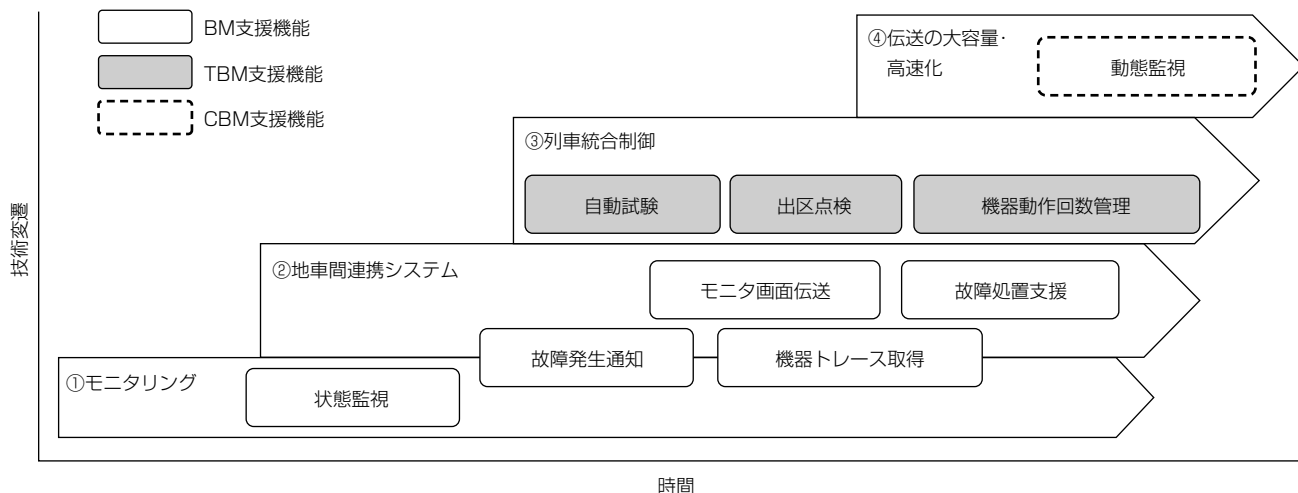 BM支援機能
TBM支援機能
CBM支援機能
④伝送の大容量·
高速化
動態監視
③列車統合制御
自動試験
出区点検
機器動作回数管理
②地車間連携システム
モニタ画面伝送
故障処置支援
故障発生通知
機器トレース取得
①モニタリング
状態監視
技術変遷
時間